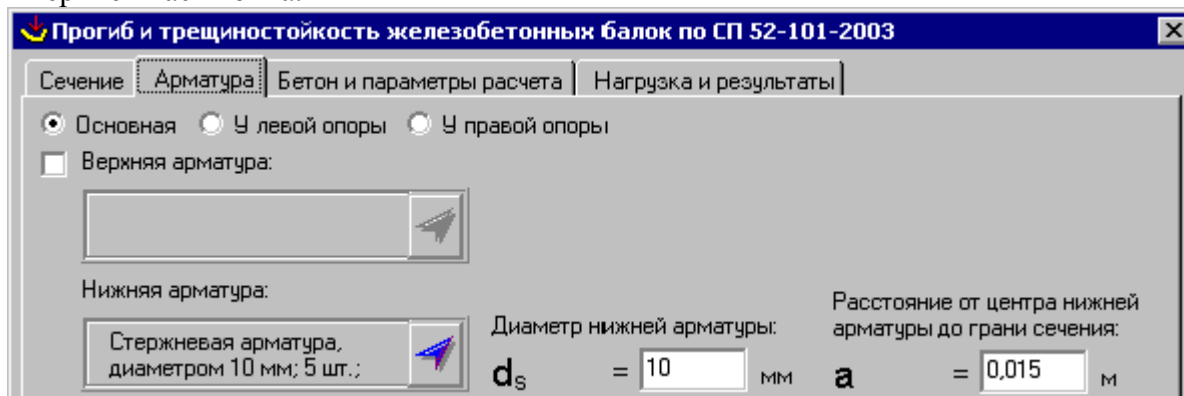 Прогиб и трещиностойкость железобетонных балок по СП 52-101-2003
Сечение Арматура Бетон и параметры расчета Нагрузка и результаты
Основная У левой опоры У правой опоры
Верхняя арматура:
Нижняя арматура:
Стержневая арматура,
диаметром 10 мм; 5 шт.;
Диаметр нижней арматуры:
ds = 10 мм
Расстояние от центра нижней
арматуры до грани сечения:
a = 0,015 м